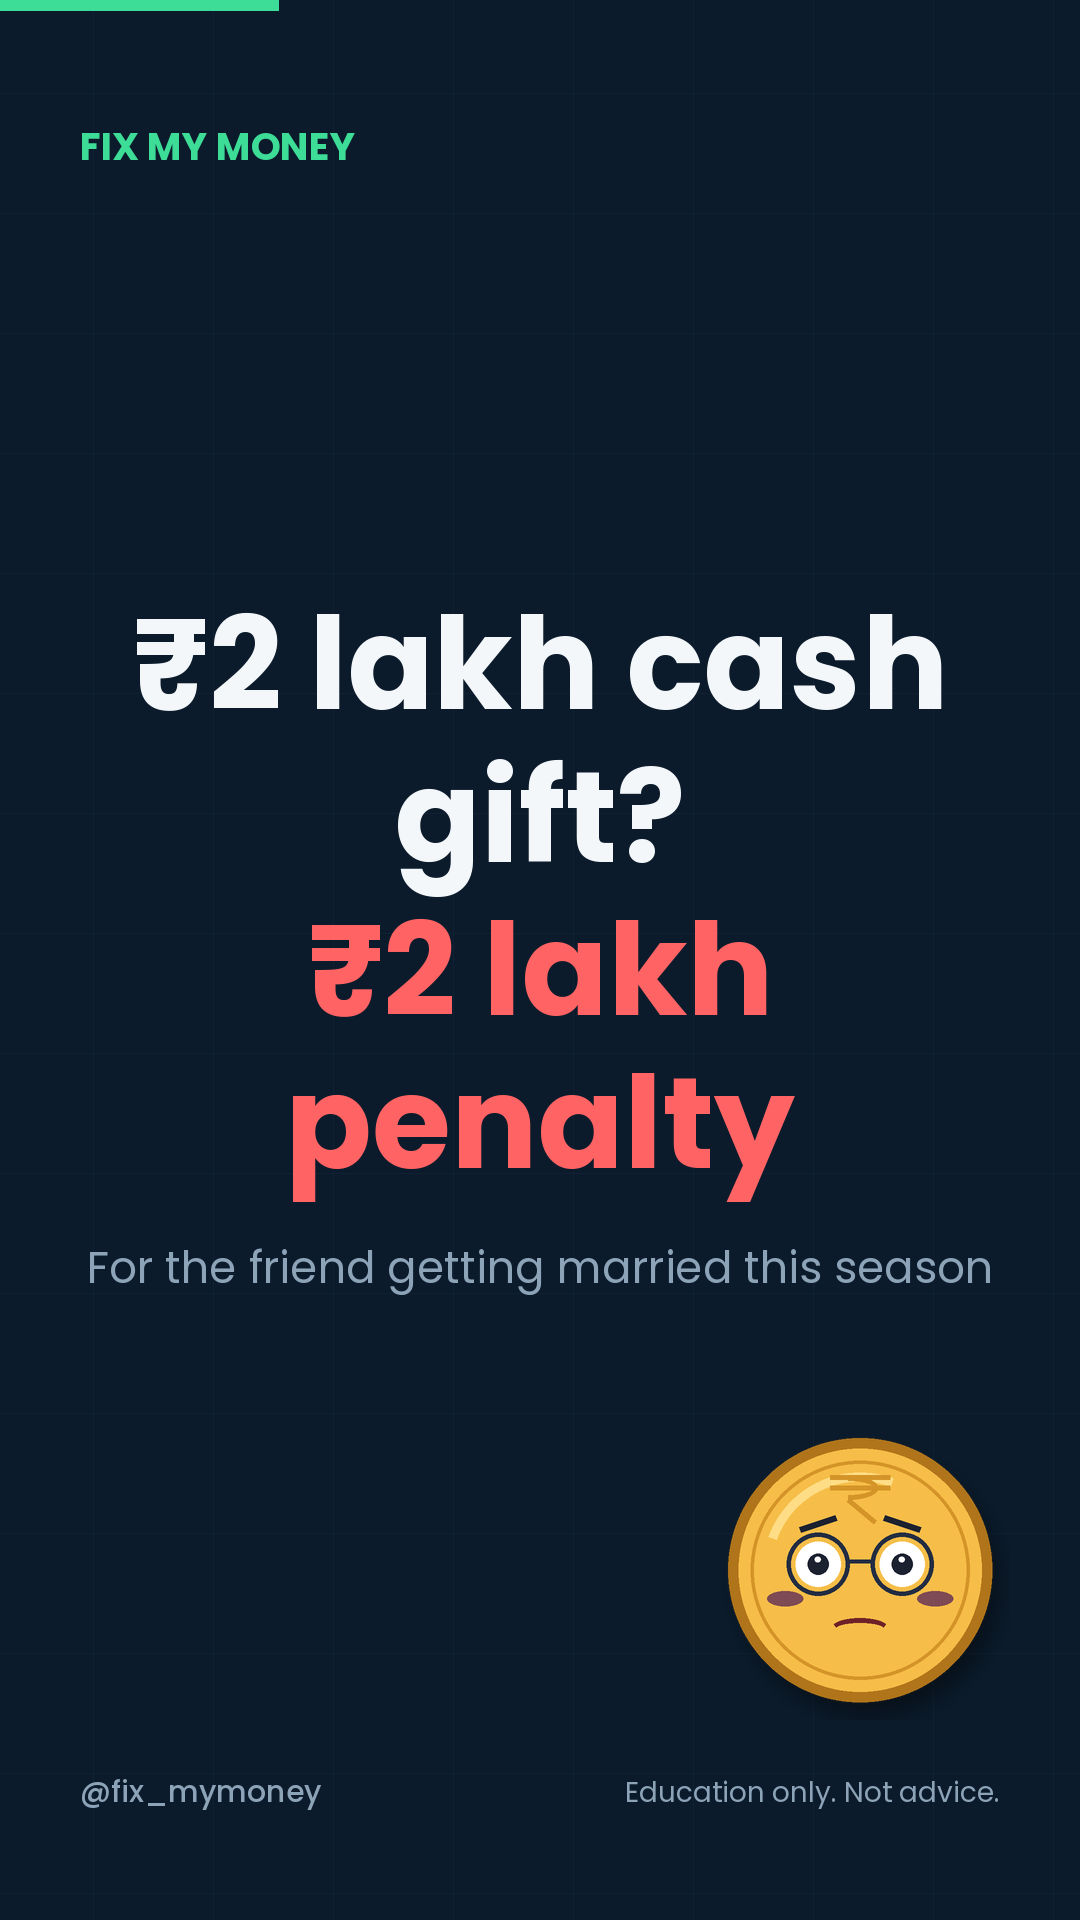 FIX MY MONEY
₹2 lakh cash
gift?
₹2 lakh
penalty
For the friend getting married this season
₹
@fix_mymoney
Education only. Not advice.